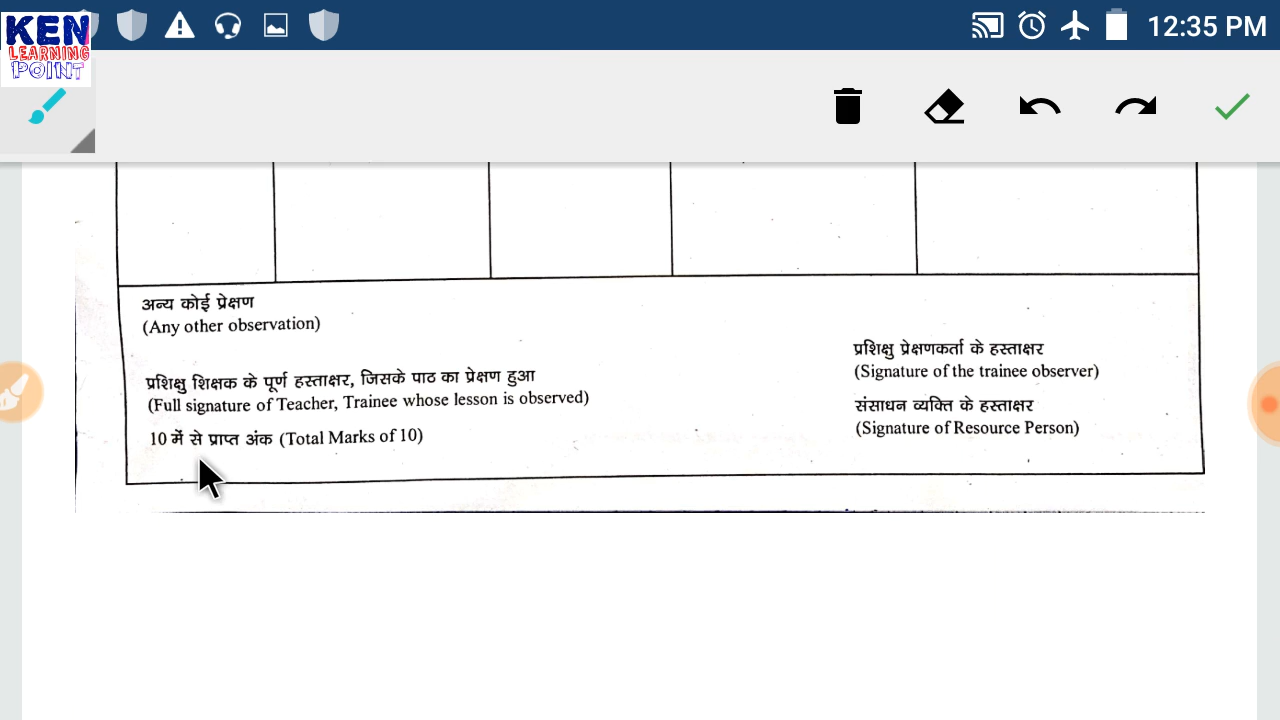 KEN
LEARNING
POINT
12:35 PM
अन्य कोई प्रेक्षण
(Any other observation)
प्रशिक्षु शिक्षक के पूर्ण हस्ताक्षर, जिसके पाठ का प्रेक्षण हुआ
(Full signature of Teacher, Trainee whose lesson is observed)
10 में से प्राप्त अंक (Total Marks of 10)
प्रशिक्षु प्रेक्षणकर्ता के हस्ताक्षर
(Signature of the trainee observer)
संसाधन व्यक्ति के हस्ताक्षर
(Signature of Resource Person)